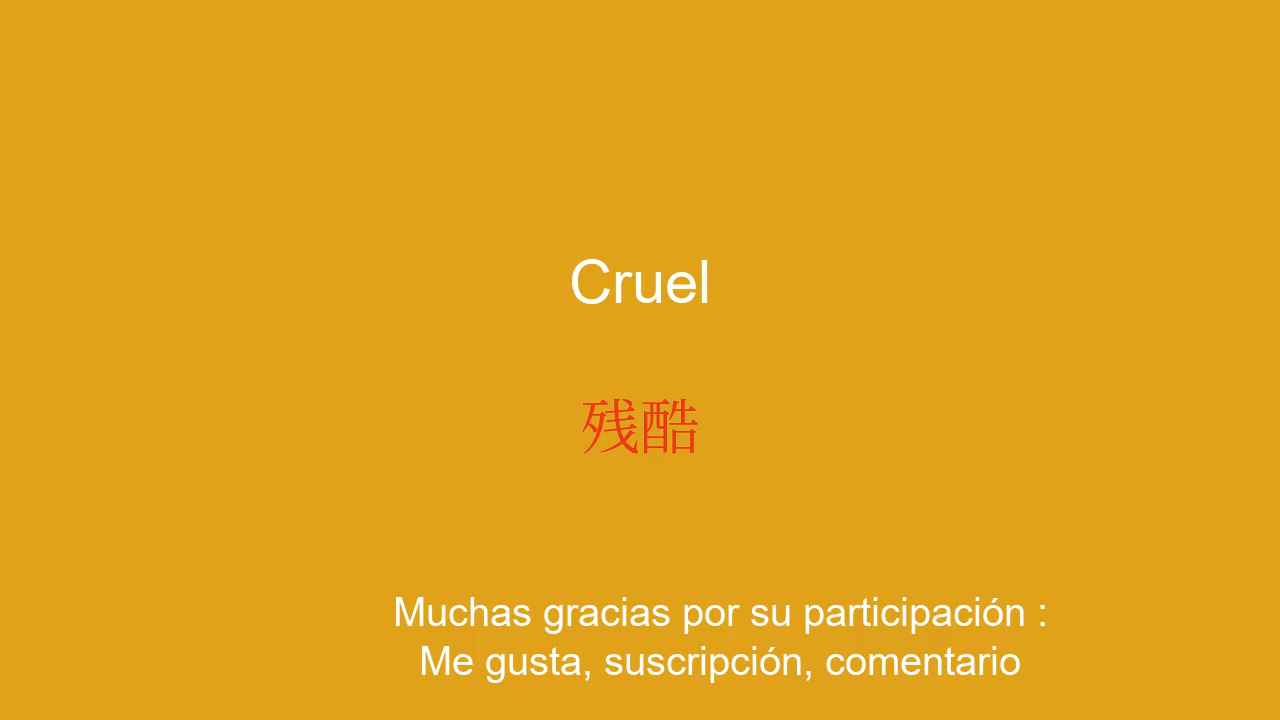 Cruel
残酷
Muchas gracias por su participación :
Me gusta, suscripción, comentario